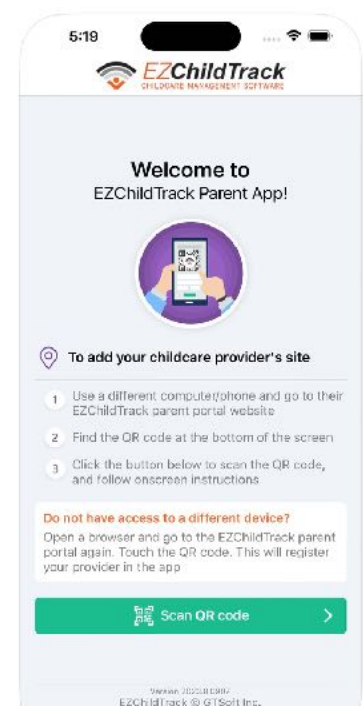 5:19
EZChildTrack
CHILDCARE MANAGEMENT SOFTWARE
Welcome to
EZChildTrack Parent App!
To add your childcare provider's site
1 Use a different computer/phone and go to their
EZChildTrack parent portal website
2 Find the QR code at the bottom of the screen
3 Click the button below to scan the QR code,
and follow onscreen instructions
Do not have access to a different device?
Open a browser and go to the EZChildTrack parent
portal again. Touch the QR code. This will register
your provider in the app
Scan QR code
Version
EZChildTrack © GTSoft Inc.